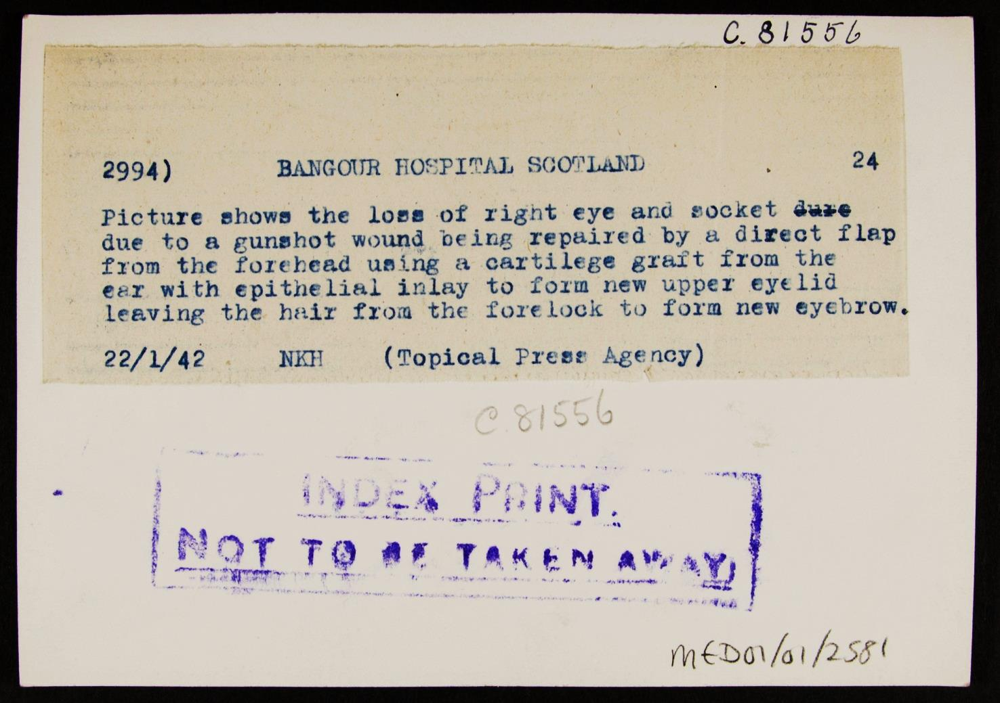 C. 81556
2994) BANGOUR HOSPITAL SCOTLAND 24
Picture shows the loss of right eye and socket dure
due to a gunshot wound being repaired by a direct flap
from the forehead using a cartilege graft from the
ear with epithelial inlay to form new upper eyelid
leaving the hair from the forelock to form new eyebrow.
22/1/42 NKH (Topical Press Agency)
C.81556
INDEX PRINT.
NOT TO BE TAKEN AWAY
MED01/01/2581